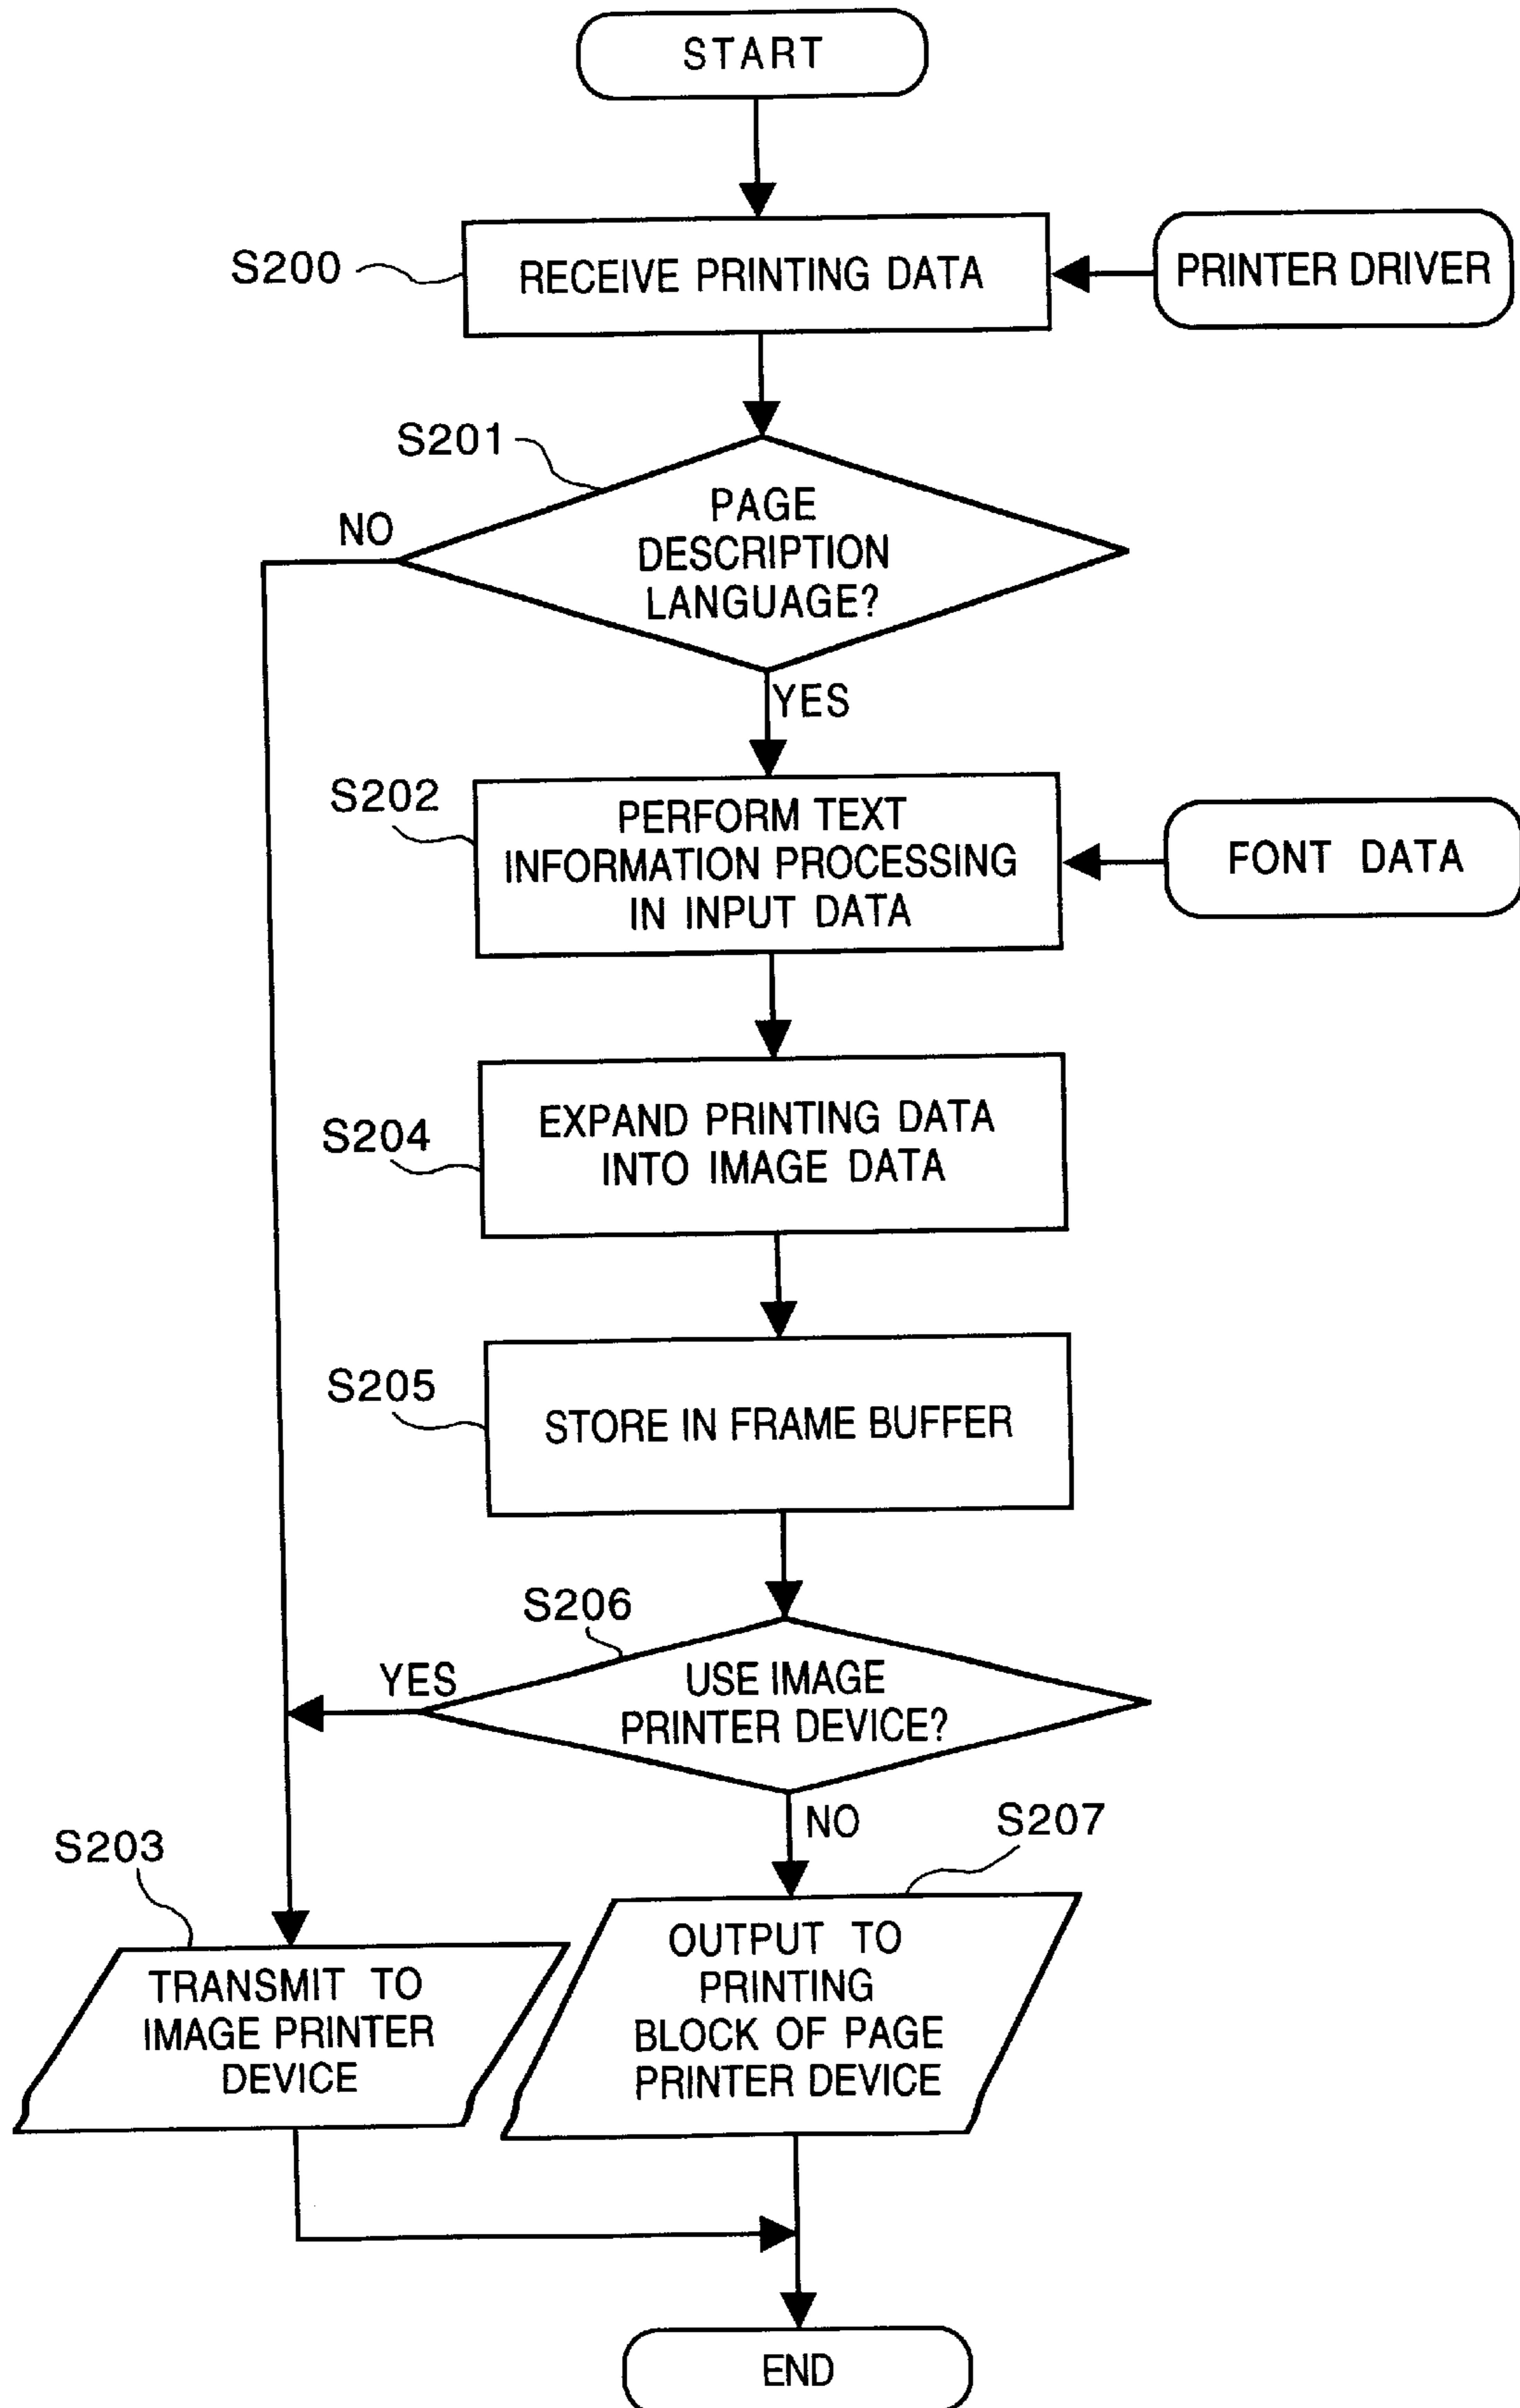 START
S200
RECEIVE PRINTING DATA
PRINTER DRIVER
S201
NO
PAGE
DESCRIPTION
LANGUAGE?
YES
S202
PERFORM TEXT
INFORMATION PROCESSING
IN INPUT DATA
FONT DATA
S204
EXPAND PRINTING DATA
INTO IMAGE DATA
S205
STORE IN FRAME BUFFER
S206
YES
USE IMAGE
PRINTER DEVICE?
NO
S203
S207
TRANSMIT TO
IMAGE PRINTER
DEVICE
OUTPUT TO
PRINTING
BLOCK OF PAGE
PRINTER DEVICE
END